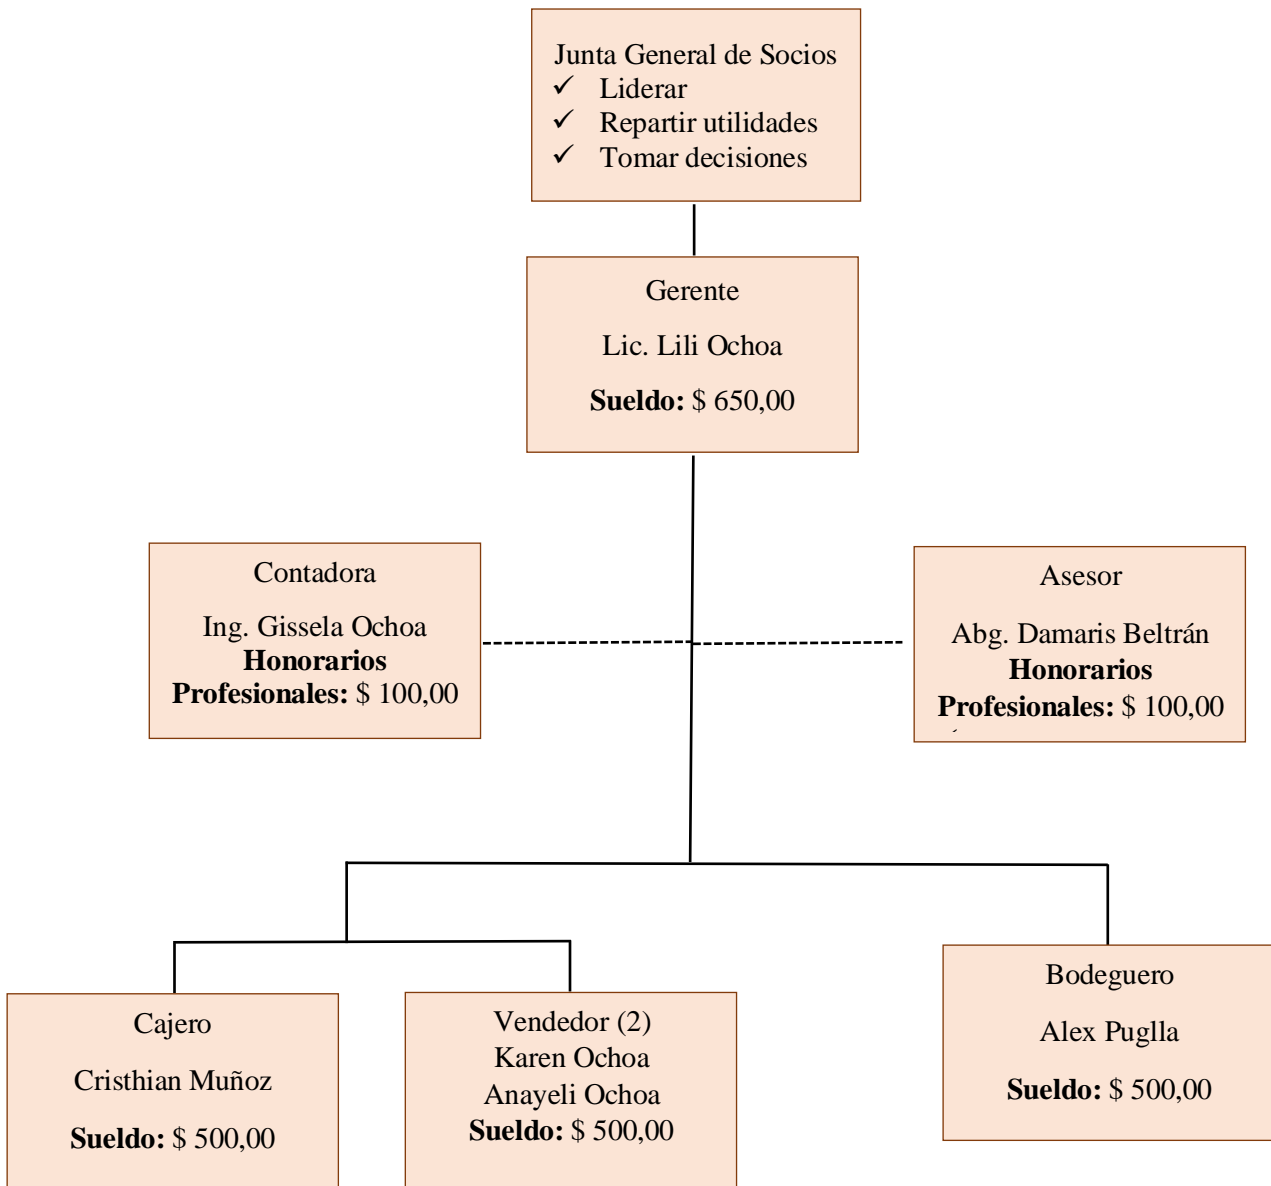 Junta General de Socios
✓ Liderar
✓ Repartir utilidades
✓ Tomar decisiones
Gerente
Lic. Lili Ochoa
Sueldo: $ 650,00
Contadora
Ing. Gissela Ochoa
Honorarios
Profesionales: $ 100,00
Asesor
Abg. Damaris Beltrán
Honorarios
Profesionales: $ 100,00
Cajero
Cristhian Muñoz
Sueldo: $ 500,00
Vendedor (2)
Karen Ochoa
Anayeli Ochoa
Sueldo: $ 500,00
Bodeguero
Alex Puglla
Sueldo: $ 500,00